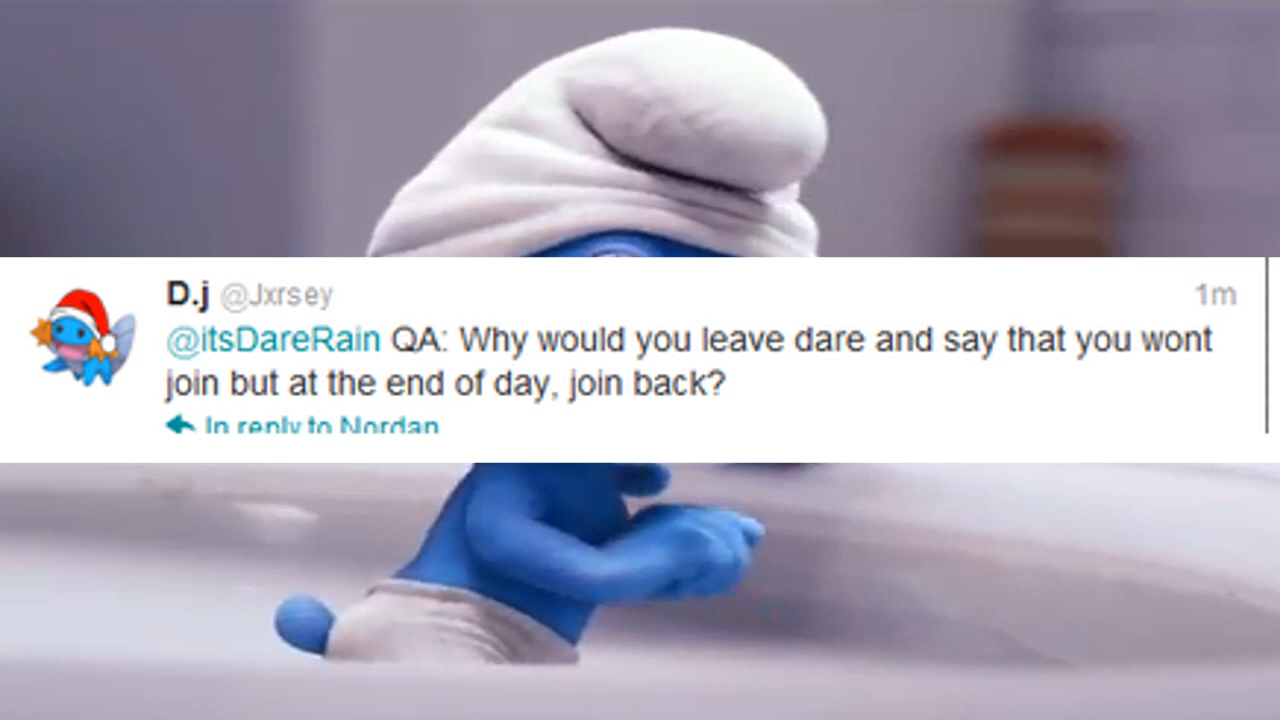 D.j @Jxrsey 1m
@itsDareRain QA: Why would you leave dare and say that you wont
join but at the end of day, join back?
In reply to Nordan